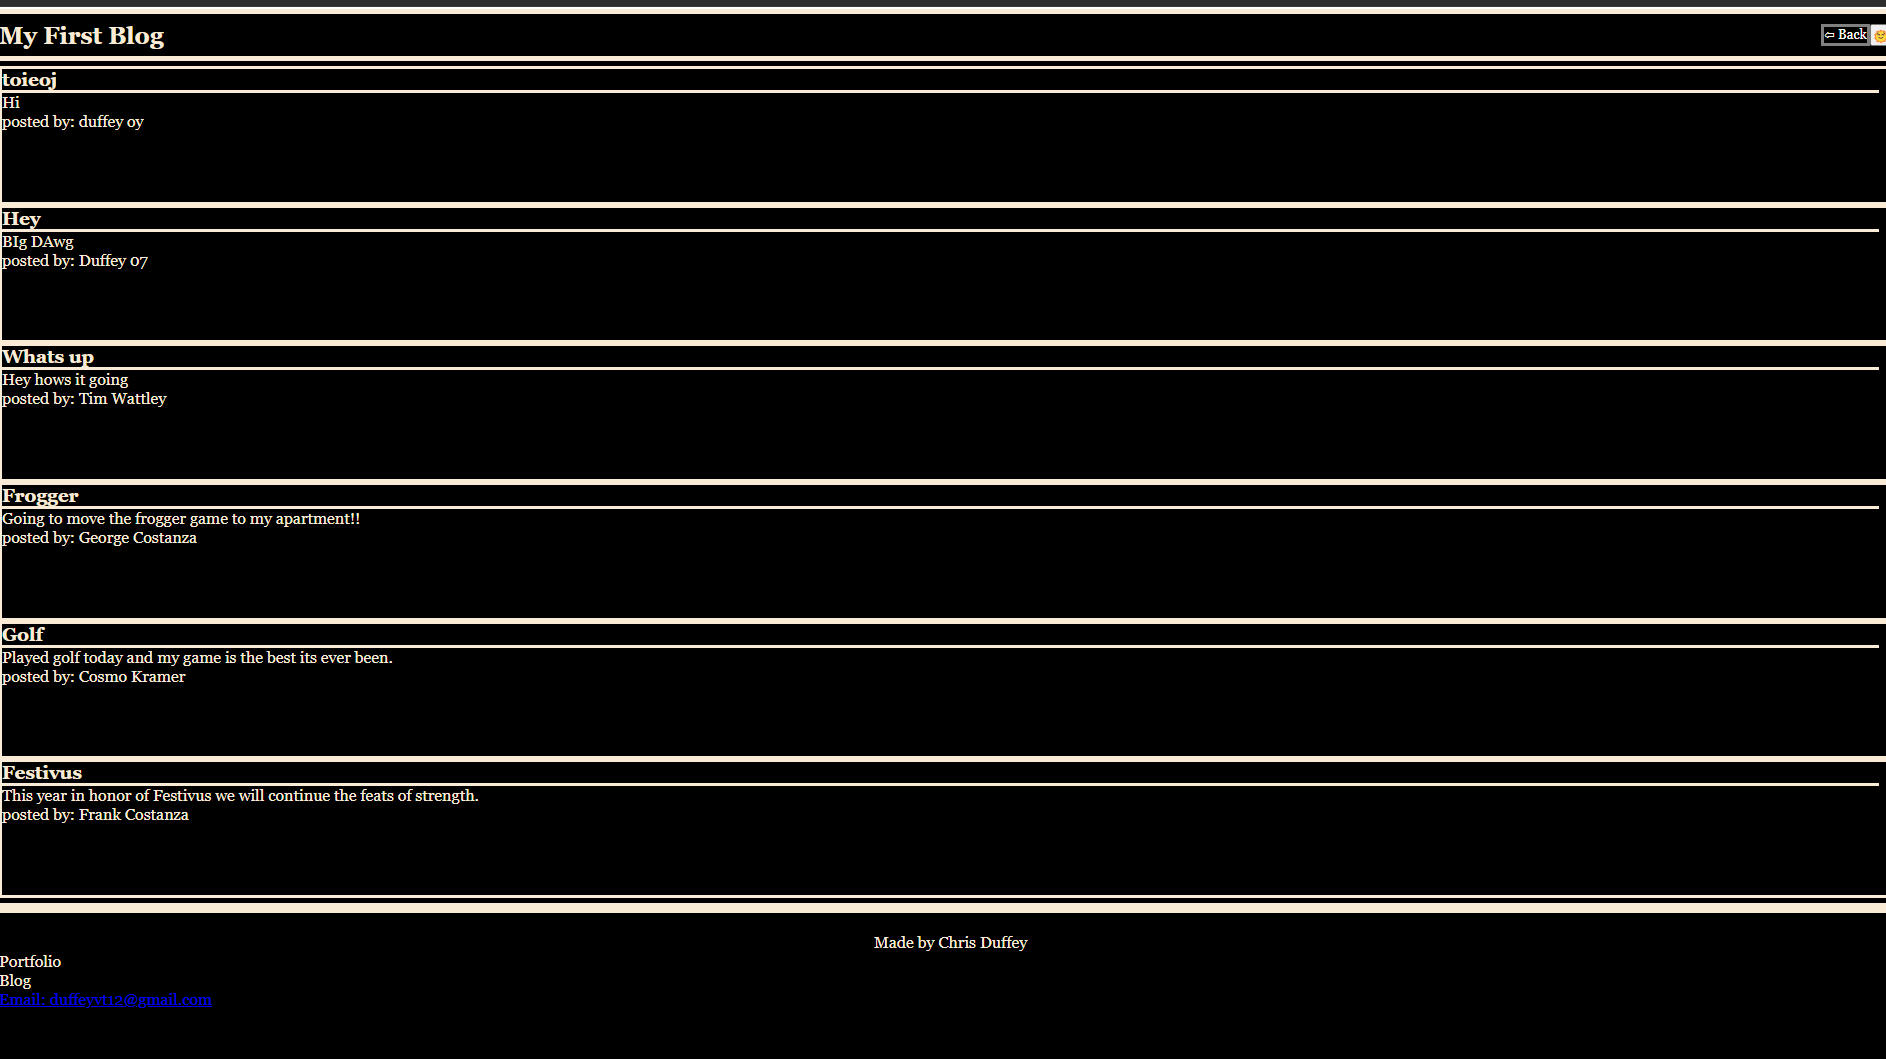 My First Blog
⇦ Back
toieoj
Hi
posted by: duffey oy
Hey
BIg DAwg
posted by: Duffey 07
Whats up
Hey hows it going
posted by: Tim Wattley
Frogger
Going to move the frogger game to my apartment!!
posted by: George Costanza
Golf
Played golf today and my game is the best its ever been.
posted by: Cosmo Kramer
Festivus
This year in honor of Festivus we will continue the feats of strength.
posted by: Frank Costanza
Made by Chris Duffey
Portfolio
Blog
Email: duffeyvt12@gmail.com